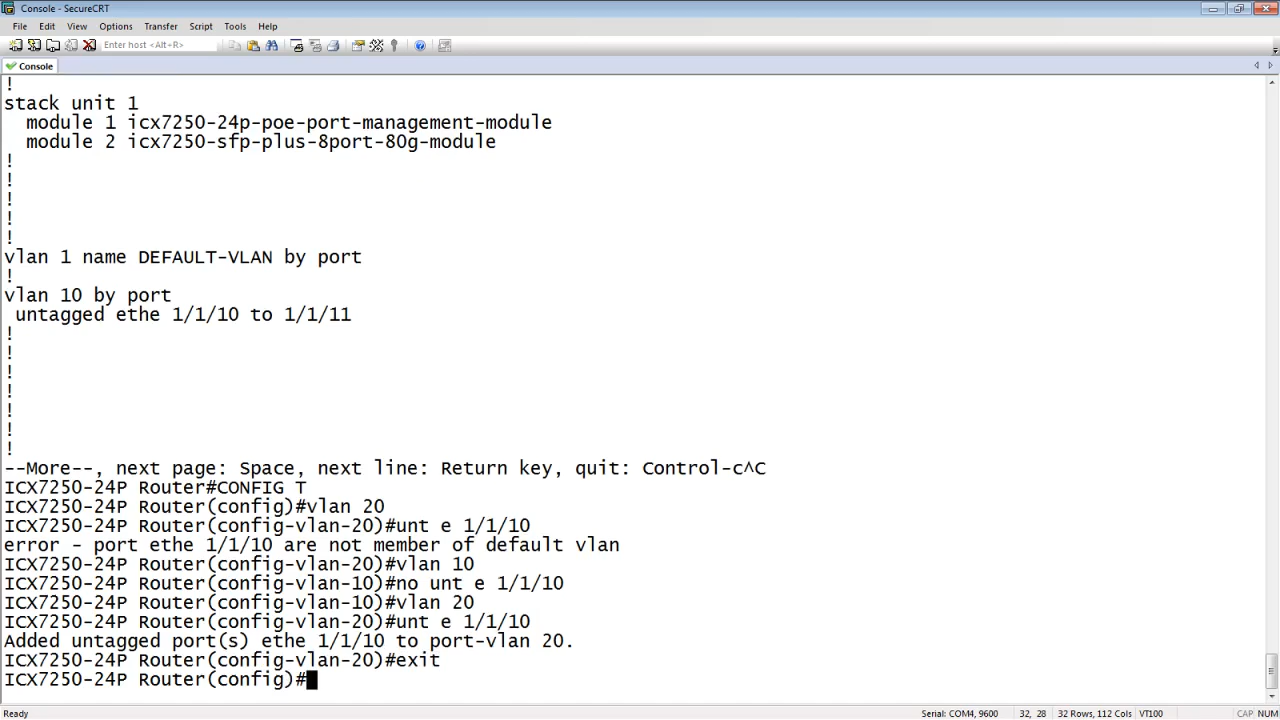 Console - SecureCRT
File Edit View Options Transfer Script Tools Help
Enter host <Alt+R>
Console
!
stack unit 1
  module 1 icx7250-24p-poe-port-management-module
  module 2 icx7250-sfp-plus-8port-80g-module
!
!
!
!
!
vlan 1 name DEFAULT-VLAN by port
!
vlan 10 by port
 untagged ethe 1/1/10 to 1/1/11
!
!
!
!
!
!
!
--More--, next page: Space, next line: Return key, quit: Control-c^C
ICX7250-24P Router#CONFIG T
ICX7250-24P Router(config)#vlan 20
ICX7250-24P Router(config-vlan-20)#unt e 1/1/10
error - port ethe 1/1/10 are not member of default vlan
ICX7250-24P Router(config-vlan-20)#vlan 10
ICX7250-24P Router(config-vlan-10)#no unt e 1/1/10
ICX7250-24P Router(config-vlan-10)#vlan 20
ICX7250-24P Router(config-vlan-20)#unt e 1/1/10
Added untagged port(s) ethe 1/1/10 to port-vlan 20.
ICX7250-24P Router(config-vlan-20)#exit
ICX7250-24P Router(config)#
Ready Serial: COM4, 9600 32, 28 32 Rows, 112 Cols VT100 CAP NUM